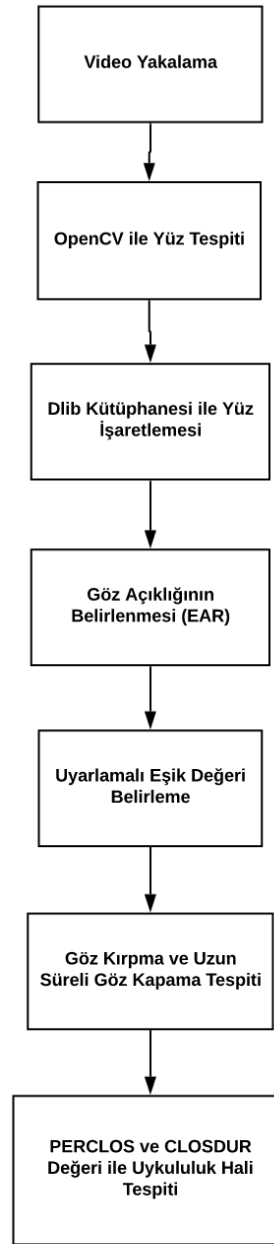 Video Yakalama
OpenCV ile Yüz Tespiti
Dlib Kütüphanesi ile Yüz
İşaretlemesi
Göz Açıklığının
Belirlenmesi (EAR)
Uyarlamalı Eşik Değeri
Belirleme
Göz Kırpma ve Uzun
Süreli Göz Kapama Tespiti
PERCLOS ve CLOSDUR
Değeri ile Uykululuk Hali
Tespiti